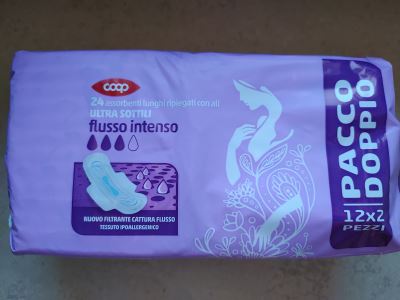 coop
24 assorbenti lunghi ripiegati con ali
ULTRA SOTTILI
flusso intenso
NUOVO FILTRANTE CATTURA FLUSSO
TESSUTO IPOALLERGENICO
PACCO
DOPPIO
12x2
PEZZI